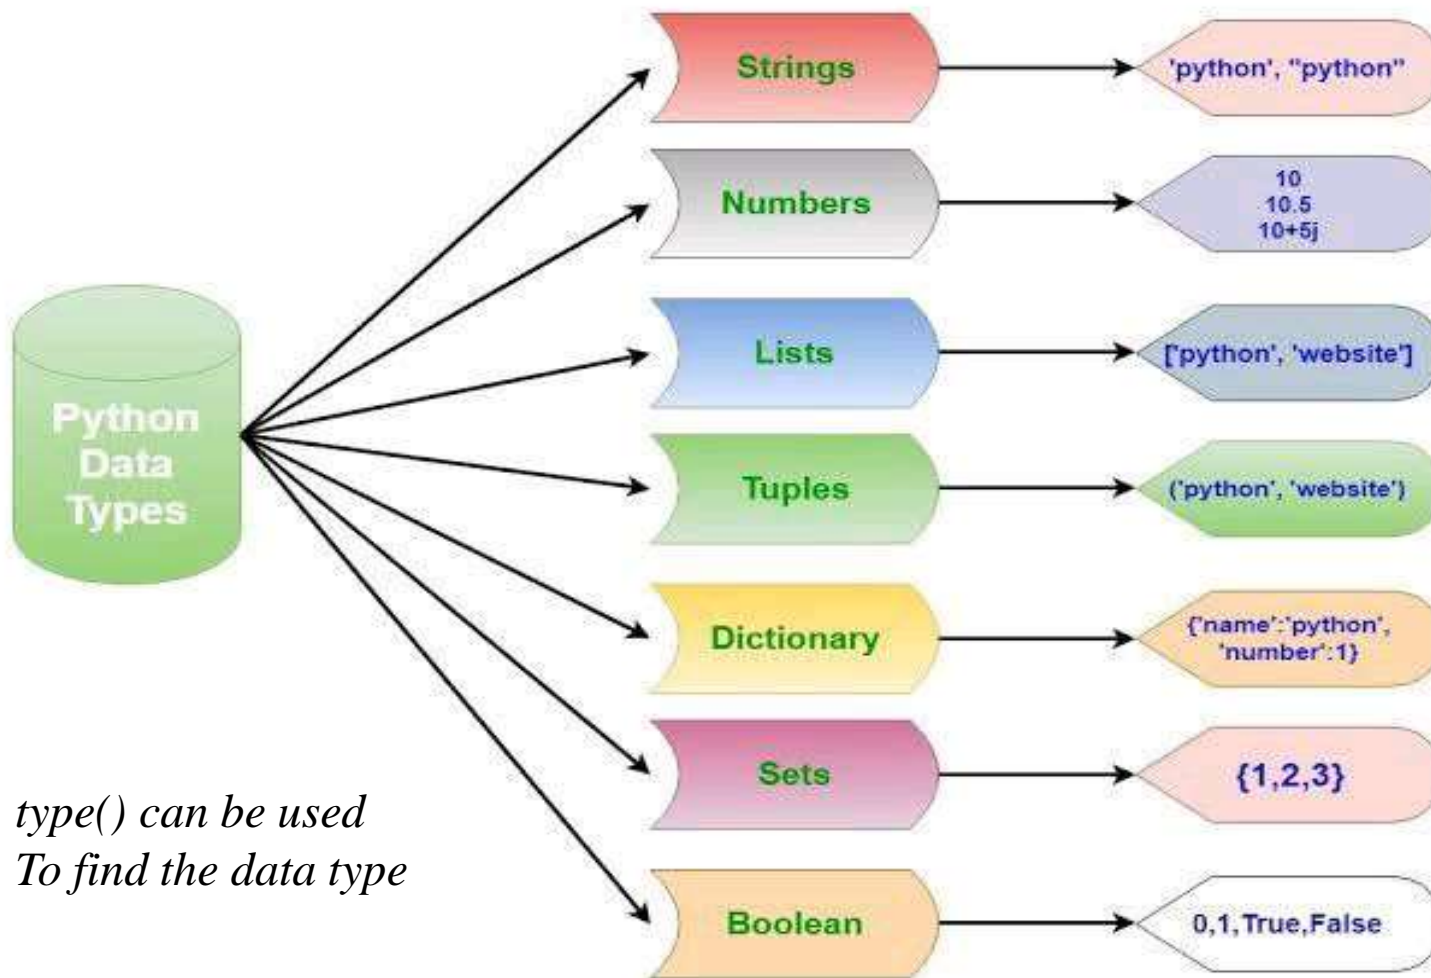 Python
Data
Types
Strings
'python', "python"
Numbers
10
10.5
10+5j
Lists
['python', 'website']
Tuples
('python', 'website')
Dictionary
{'name':'python',
'number':1}
Sets
{1,2,3}
Boolean
0,1,True,False
type() can be used
To find the data type